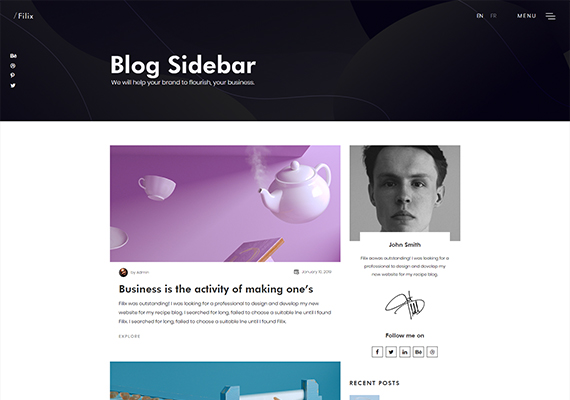 /Filix
EN FR
MENU
Blog Sidebar
We will help your brand to flourish, your business.
by admin
January 10, 2019
Business is the activity of making one's
Filix was outstanding! I was looking for a professional to design and develop my new
website for my recipe blog. I searched for long, failed to choose a suitable one until I found
Filix. I searched for long, failed to choose a suitable one until I found Filix.
EXPLORE
John Smith
Filix access outstanding! I was looking for a
professional to design and develop my
new website for my recipe blog.
Follow me on
RECENT POSTS